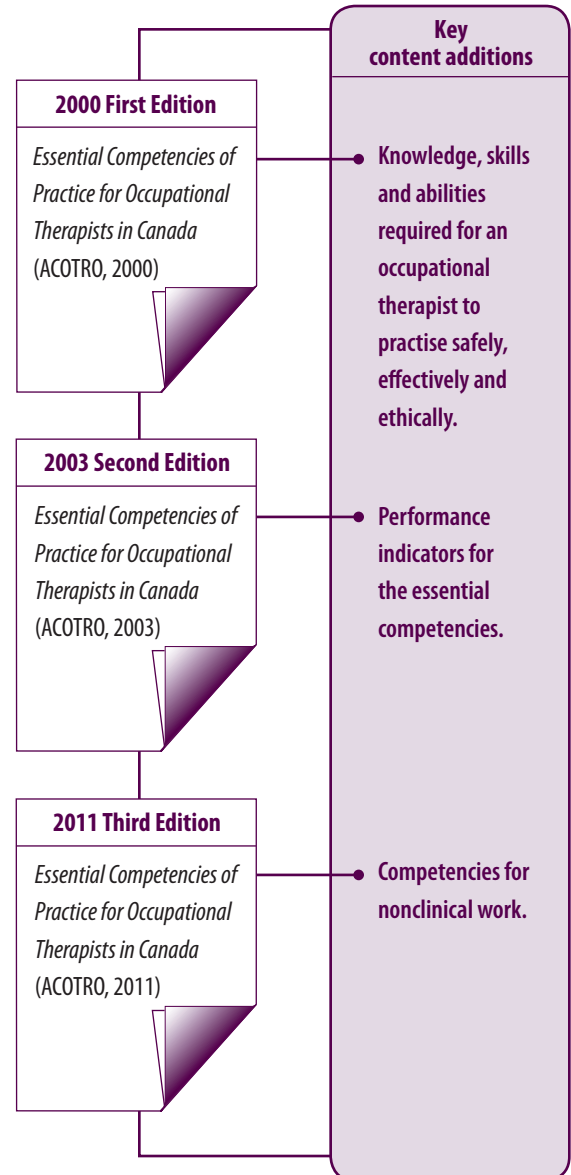 Key
content additions
2000 First Edition
Essential Competencies of
Practice for Occupational
Therapists in Canada
(ACOTRO, 2000)
Knowledge, skills
and abilities
required for an
occupational
therapist to
practise safely,
effectively and
ethically.
2003 Second Edition
Essential Competencies of
Practice for Occupational
Therapists in Canada
(ACOTRO, 2003)
Performance
indicators for
the essential
competencies.
2011 Third Edition
Essential Competencies of
Practice for Occupational
Therapists in Canada
(ACOTRO, 2011)
Competencies for
nonclinical work.